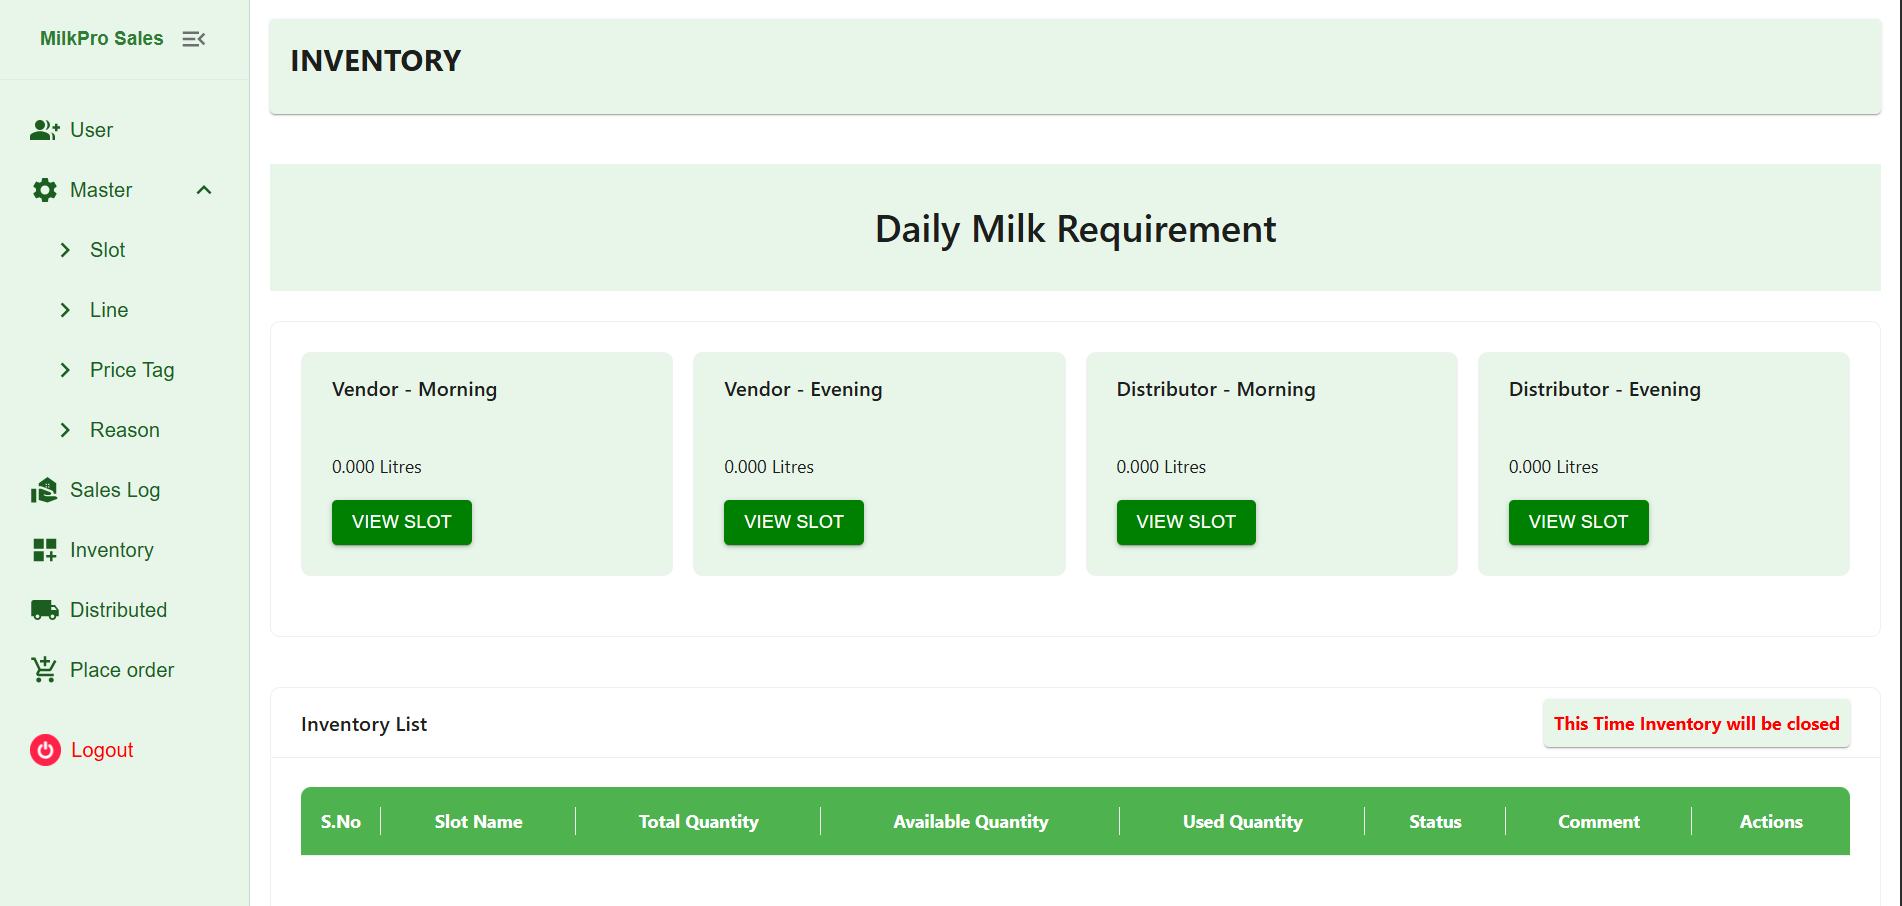 MilkPro Sales
User
Master
Slot
Line
Price Tag
Reason
Sales Log
Inventory
Distributed
Place order
Logout
INVENTORY
Daily Milk Requirement
Vendor - Morning
0.000 Litres
VIEW SLOT
Vendor - Evening
0.000 Litres
VIEW SLOT
Distributor - Morning
0.000 Litres
VIEW SLOT
Distributor - Evening
0.000 Litres
VIEW SLOT
Inventory List
This Time Inventory will be closed
S.No Slot Name Total Quantity Available Quantity Used Quantity Status Comment Actions